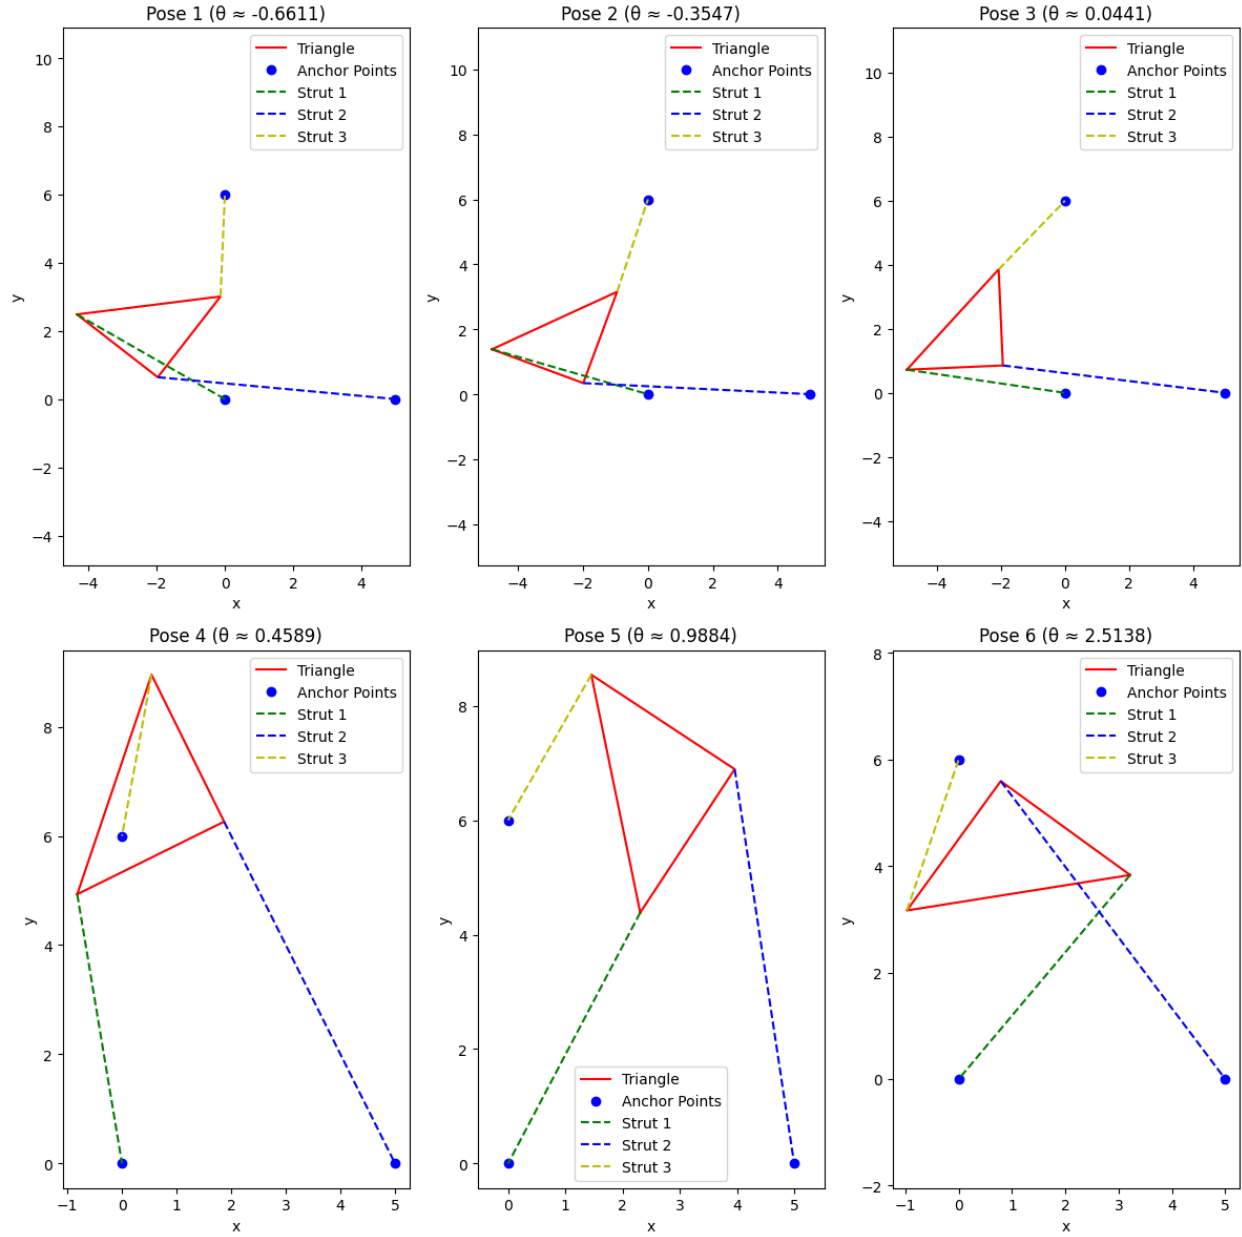 Pose 1 (θ ≈ -0.6611)
Triangle
Anchor Points
Strut 1
Strut 2
Strut 3
10
8
6
4
2
0
−2
−4
y
−4 −2 0 2 4
x
Pose 2 (θ ≈ -0.3547)
Triangle
Anchor Points
Strut 1
Strut 2
Strut 3
10
8
6
4
2
0
−2
−4
y
−4 −2 0 2 4
x
Pose 3 (θ ≈ 0.0441)
Triangle
Anchor Points
Strut 1
Strut 2
Strut 3
10
8
6
4
2
0
−2
−4
y
−4 −2 0 2 4
x
Pose 4 (θ ≈ 0.4589)
Triangle
Anchor Points
Strut 1
Strut 2
Strut 3
8
6
4
2
0
y
−1 0 1 2 3 4 5
x
Pose 5 (θ ≈ 0.9884)
8
6
4
2
0
y
Triangle
Anchor Points
Strut 1
Strut 2
Strut 3
0 1 2 3 4 5
x
Pose 6 (θ ≈ 2.5138)
Triangle
Anchor Points
Strut 1
Strut 2
Strut 3
8
6
4
2
0
−2
y
−1 0 1 2 3 4 5
x